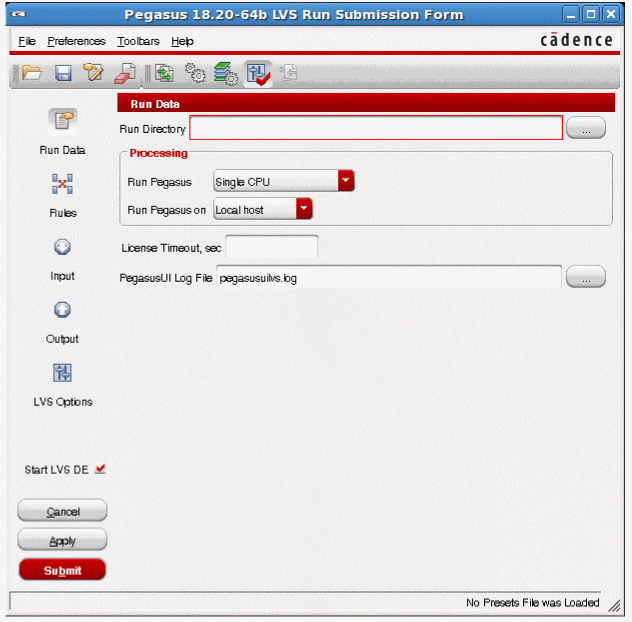 Pegasus 18.20-64b LVS Run Submission Form
File Preferences Toolbars Help
cādence
Run Data
Run Data
Run Directory
...
Processing
Run Pegasus Single CPU
Run Pegasus on Local host
License Timeout, sec
PegasusUI Log File pegasusuilvs.log
...
Rules
Input
Output
LVS Options
Start LVS DE
Cancel
Apply
Submit
No Presets File was Loaded